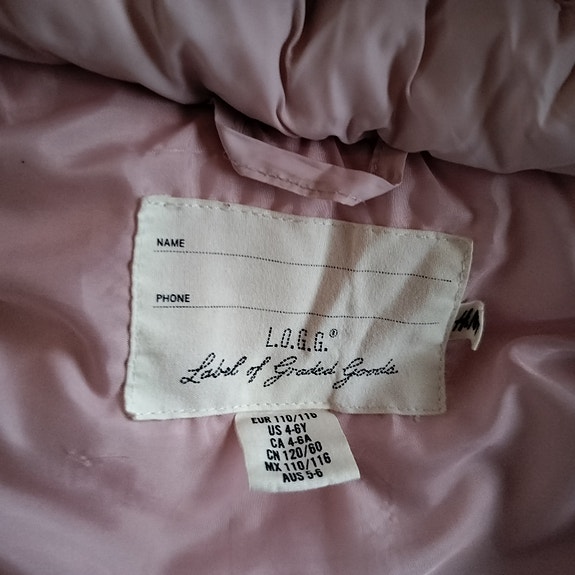 NAME
PHONE
L.O.G.G.®
Label of Graded Goods
EUR 110/116
US 4-6Y
CA 4-6A
CN 120/60
MX 110/116
AUS 5-6